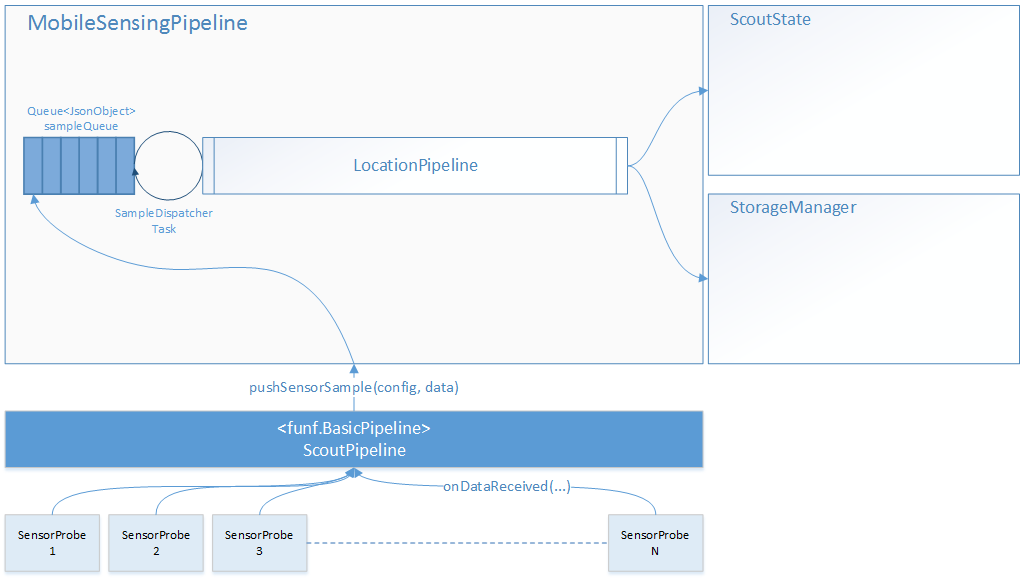 MobileSensingPipeline
ScoutState
Queue<JsonObject>
sampleQueue
LocationPipeline
SampleDispatcher
Task
StorageManager
pushSensorSample(config, data)
<funf.BasicPipeline>
ScoutPipeline
onDataReceived(...)
SensorProbe
1
SensorProbe
2
SensorProbe
3
SensorProbe
N